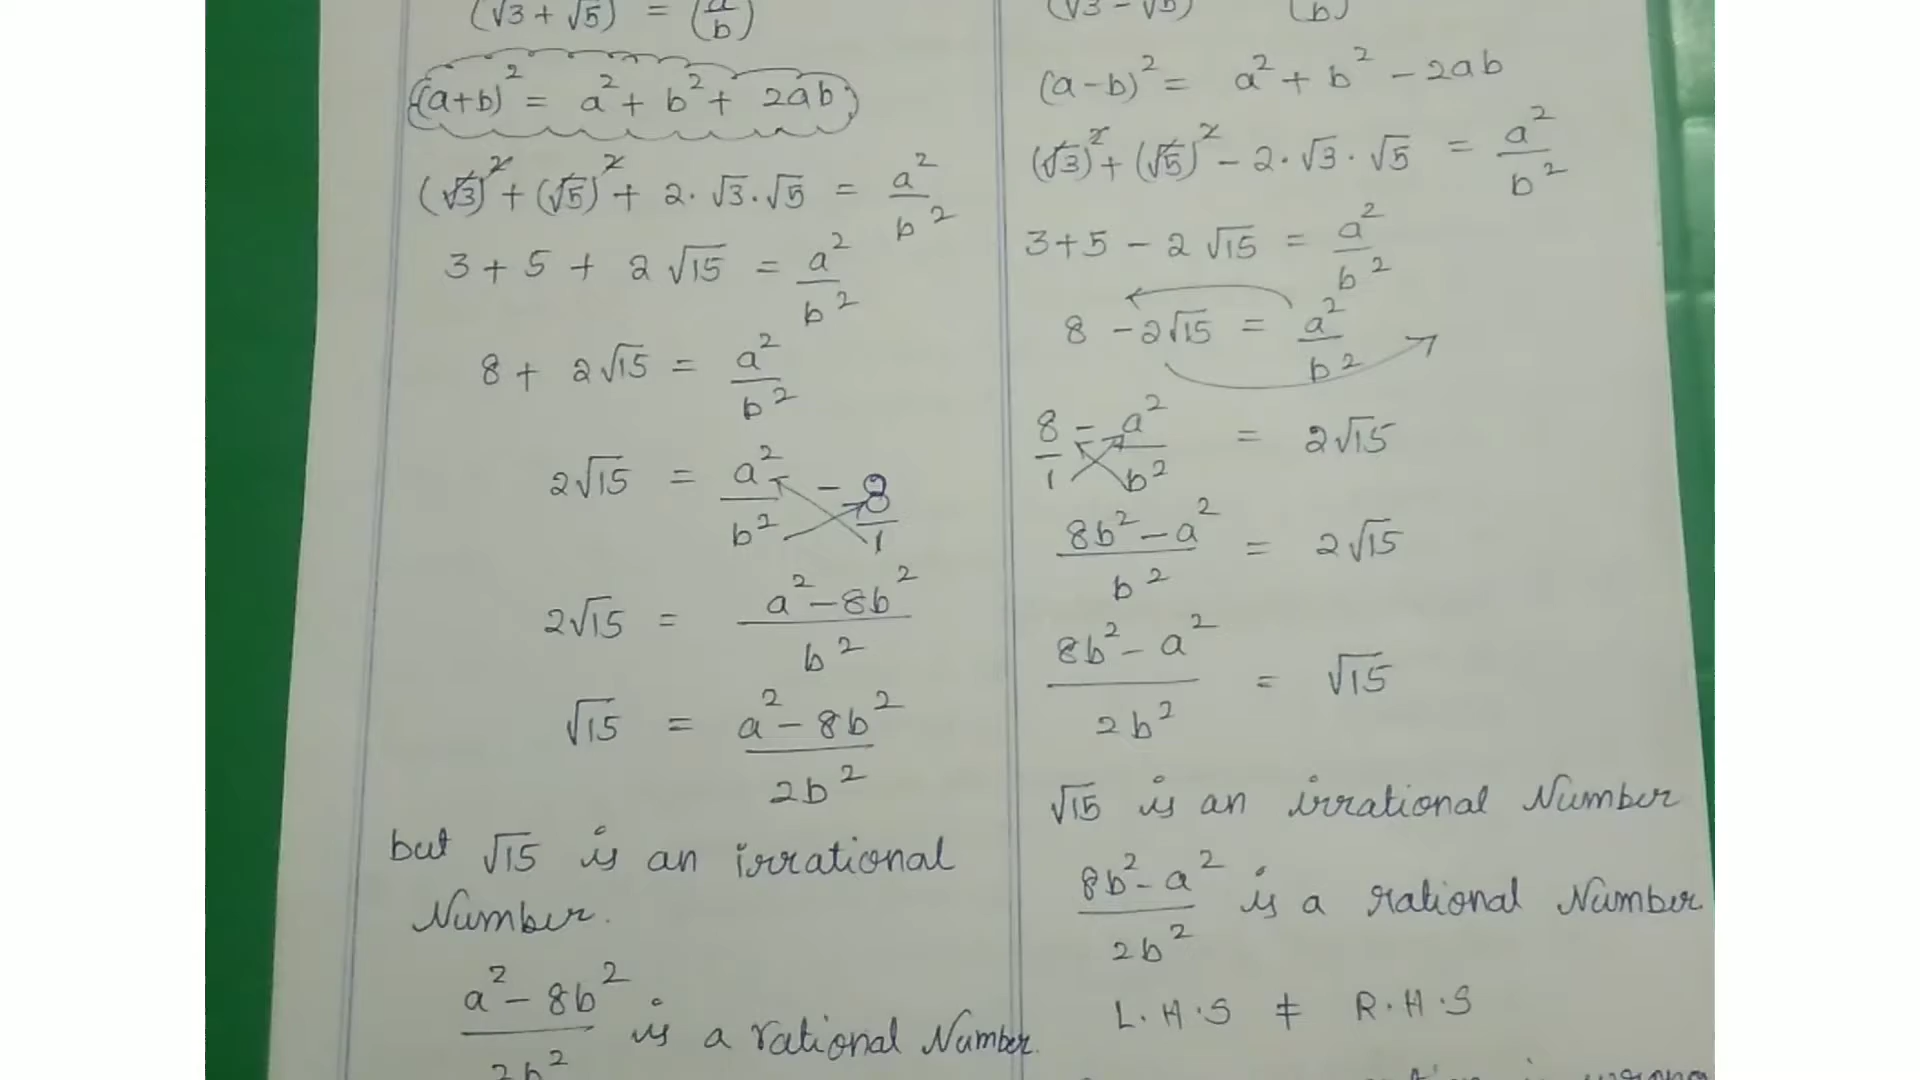 (√3 + √5) = (a/b)
(a+b)² = a² + b² + 2ab
(√3)² + (√5)² + 2·√3·√5 = a²/b²
3 + 5 + 2√15 = a²/b²
8 + 2√15 = a²/b²
2√15 = a²/b² - 8/1
2√15 = a² - 8b² / b²
√15 = a² - 8b² / 2b²
but √15 is an irrational
Number.
a² - 8b² / 2b² is a rational Number.
(√3 - √5) (b)
(a-b)² = a² + b² - 2ab
(√3)² + (√5)² - 2·√3·√5 = a²/b²
3+5 - 2√15 = a²/b²
8 - 2√15 = a²/b²
8/1 - a²/b² = 2√15
8b² - a² / b² = 2√15
8b² - a² / 2b² = √15
√15 is an irrational Number
8b² - a² / 2b² is a rational Number
L.H.S ≠ R.H.S